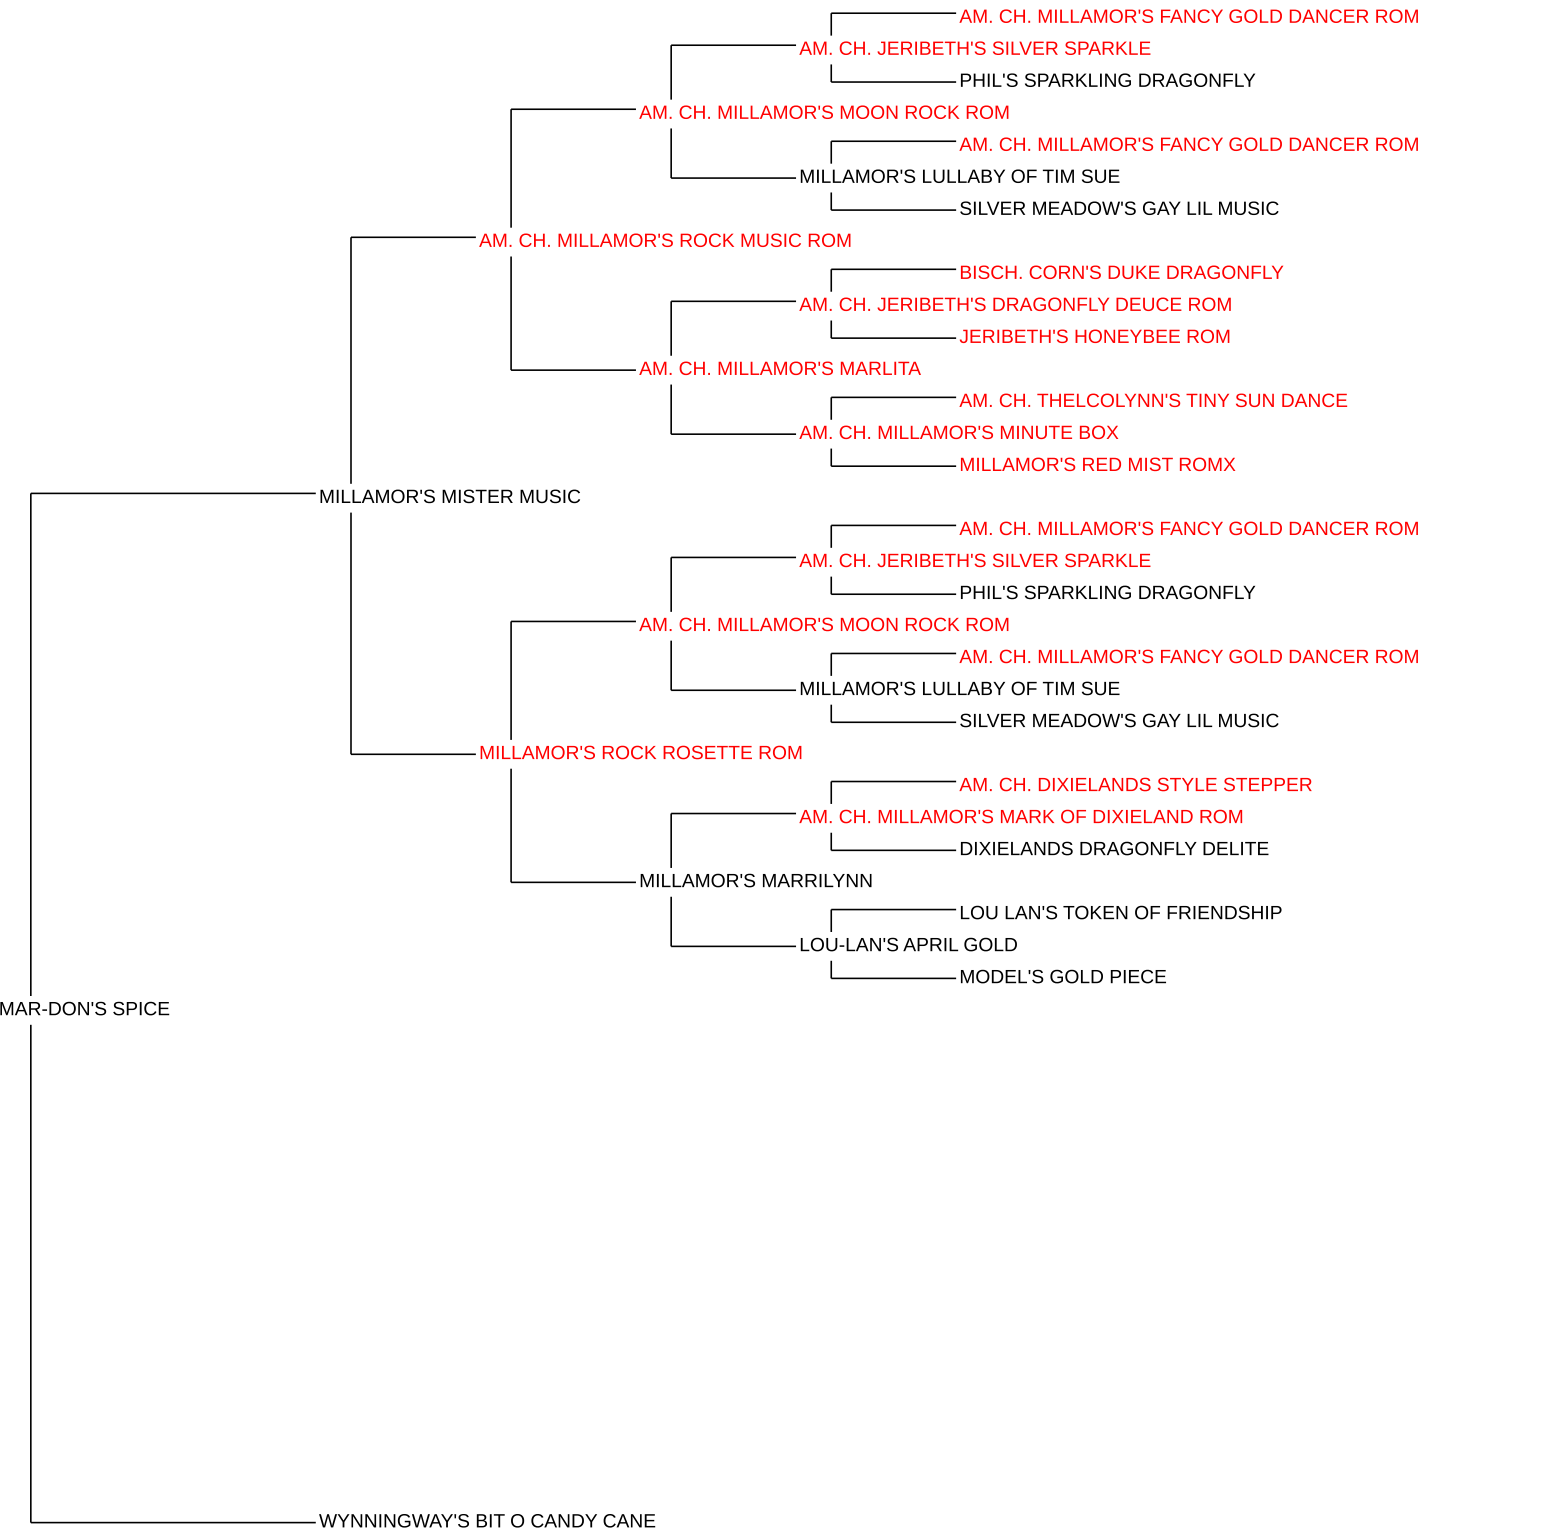 AM. CH. MILLAMOR'S FANCY GOLD DANCER ROM
AM. CH. JERIBETH'S SILVER SPARKLE
PHIL'S SPARKLING DRAGONFLY
AM. CH. MILLAMOR'S MOON ROCK ROM
AM. CH. MILLAMOR'S FANCY GOLD DANCER ROM
MILLAMOR'S LULLABY OF TIM SUE
SILVER MEADOW'S GAY LIL MUSIC
AM. CH. MILLAMOR'S ROCK MUSIC ROM
BISCH. CORN'S DUKE DRAGONFLY
AM. CH. JERIBETH'S DRAGONFLY DEUCE ROM
JERIBETH'S HONEYBEE ROM
AM. CH. MILLAMOR'S MARLITA
AM. CH. THELCOLYNN'S TINY SUN DANCE
AM. CH. MILLAMOR'S MINUTE BOX
MILLAMOR'S RED MIST ROMX
MILLAMOR'S MISTER MUSIC
AM. CH. MILLAMOR'S FANCY GOLD DANCER ROM
AM. CH. JERIBETH'S SILVER SPARKLE
PHIL'S SPARKLING DRAGONFLY
AM. CH. MILLAMOR'S MOON ROCK ROM
AM. CH. MILLAMOR'S FANCY GOLD DANCER ROM
MILLAMOR'S LULLABY OF TIM SUE
SILVER MEADOW'S GAY LIL MUSIC
MILLAMOR'S ROCK ROSETTE ROM
AM. CH. DIXIELANDS STYLE STEPPER
AM. CH. MILLAMOR'S MARK OF DIXIELAND ROM
DIXIELANDS DRAGONFLY DELITE
MILLAMOR'S MARRILYNN
LOU LAN'S TOKEN OF FRIENDSHIP
LOU-LAN'S APRIL GOLD
MODEL'S GOLD PIECE
MAR-DON'S SPICE
WYNNINGWAY'S BIT O CANDY CANE